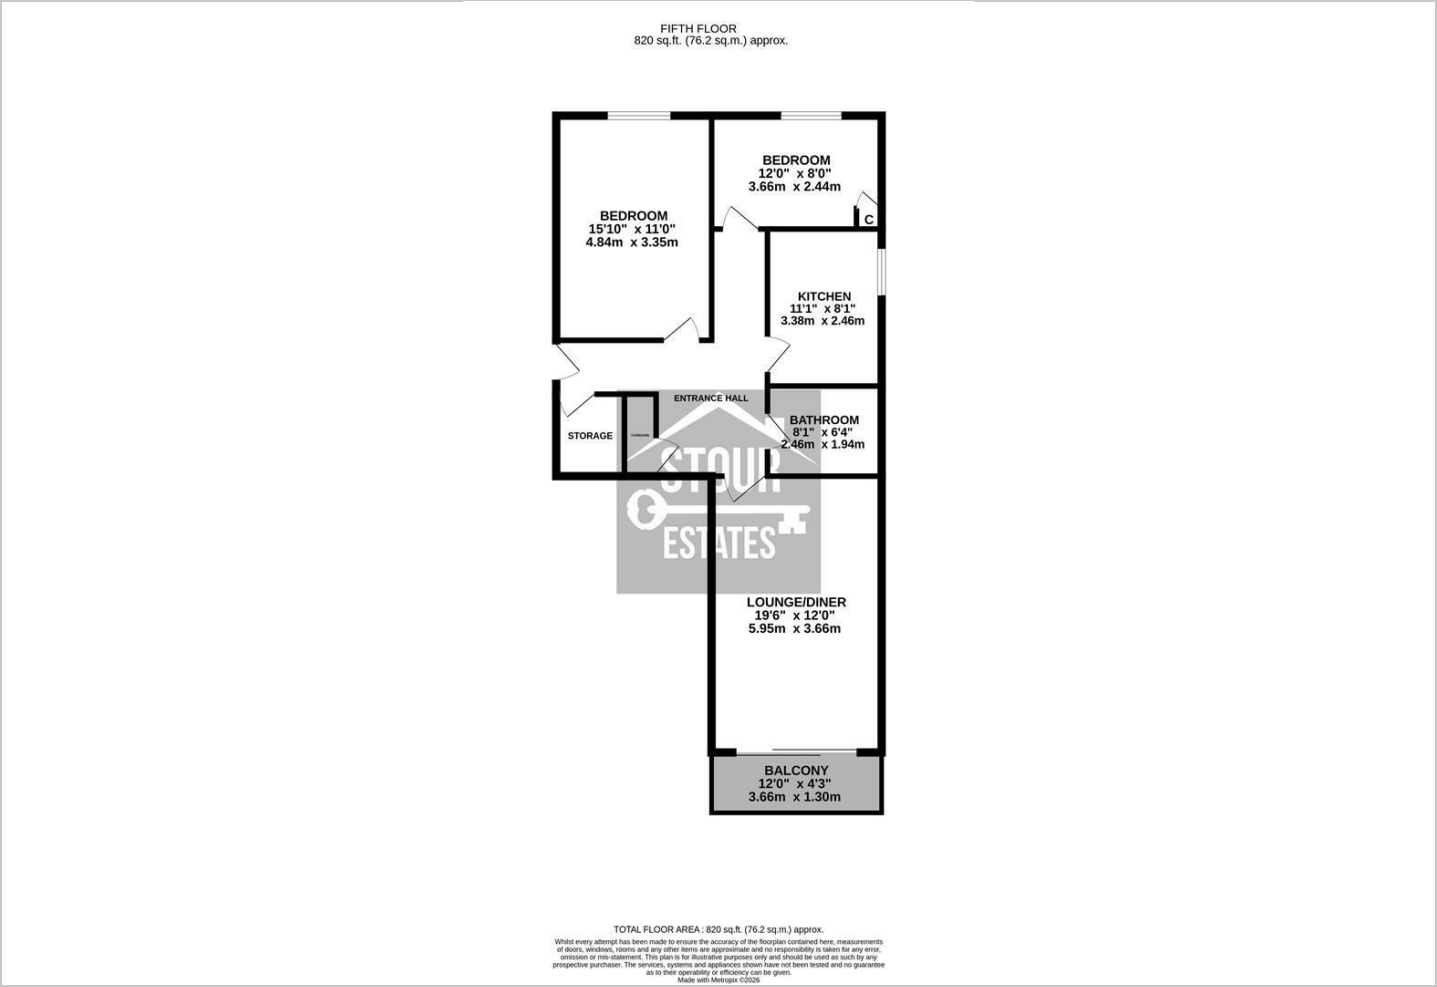 FIFTH FLOOR
820 sq.ft. (76.2 sq.m.) approx.
BEDROOM
12'0" x 8'0"
3.66m x 2.44m
C
BEDROOM
15'10" x 11'0"
4.84m x 3.35m
KITCHEN
11'1" x 8'1"
3.38m x 2.46m
ENTRANCE HALL
BATHROOM
8'1" x 6'4"
2.46m x 1.94m
STORAGE
STOUR
ESTATES
LOUNGE/DINER
19'6" x 12'0"
5.95m x 3.66m
BALCONY
12'0" x 4'3"
3.66m x 1.30m
TOTAL FLOOR AREA : 820 sq.ft. (76.2 sq.m.) approx.
Whilst every attempt has been made to ensure the accuracy of the floorplan contained here, measurements
of doors, windows, rooms and any other items are approximate and no responsibility is taken for any error,
omission or mis-statement. This plan is for illustrative purposes only and should be used as such by any
prospective purchaser. The services, systems and appliances shown have not been tested and no guarantee
as to their operability or efficiency can be given.
Made with Metropix ©2026